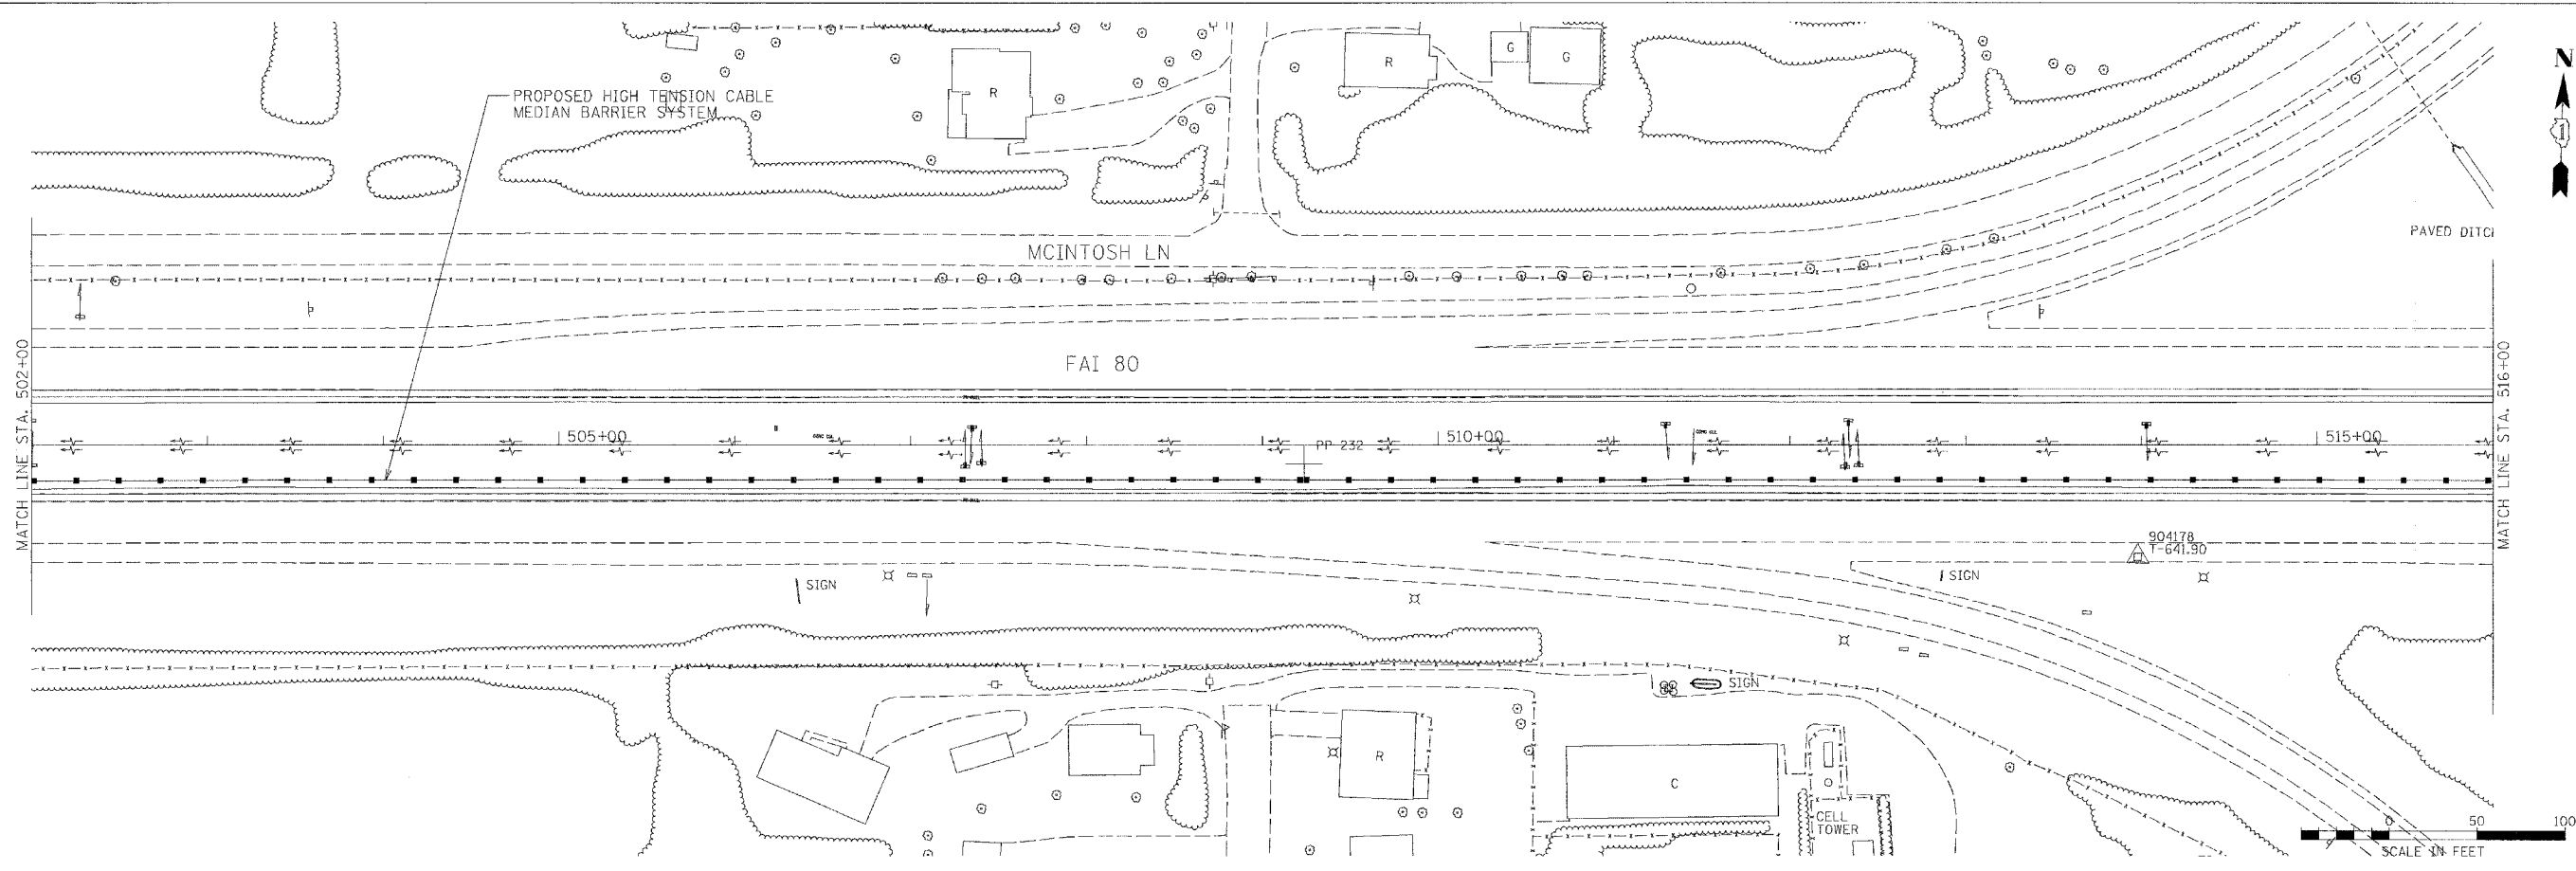 N
R
G
G
R
PROPOSED HIGH TENSION CABLE
MEDIAN BARRIER SYSTEM
PAVED DITCH
MCINTOSH LN
FAI 80
MATCH LINE STA. 502+00
MATCH LINE STA. 516+00
505+00
PP 232
510+00
515+00
904178
T-641.90
SIGN
SIGN
SIGN
R
C
CELL
TOWER
0 50 100
SCALE IN FEET